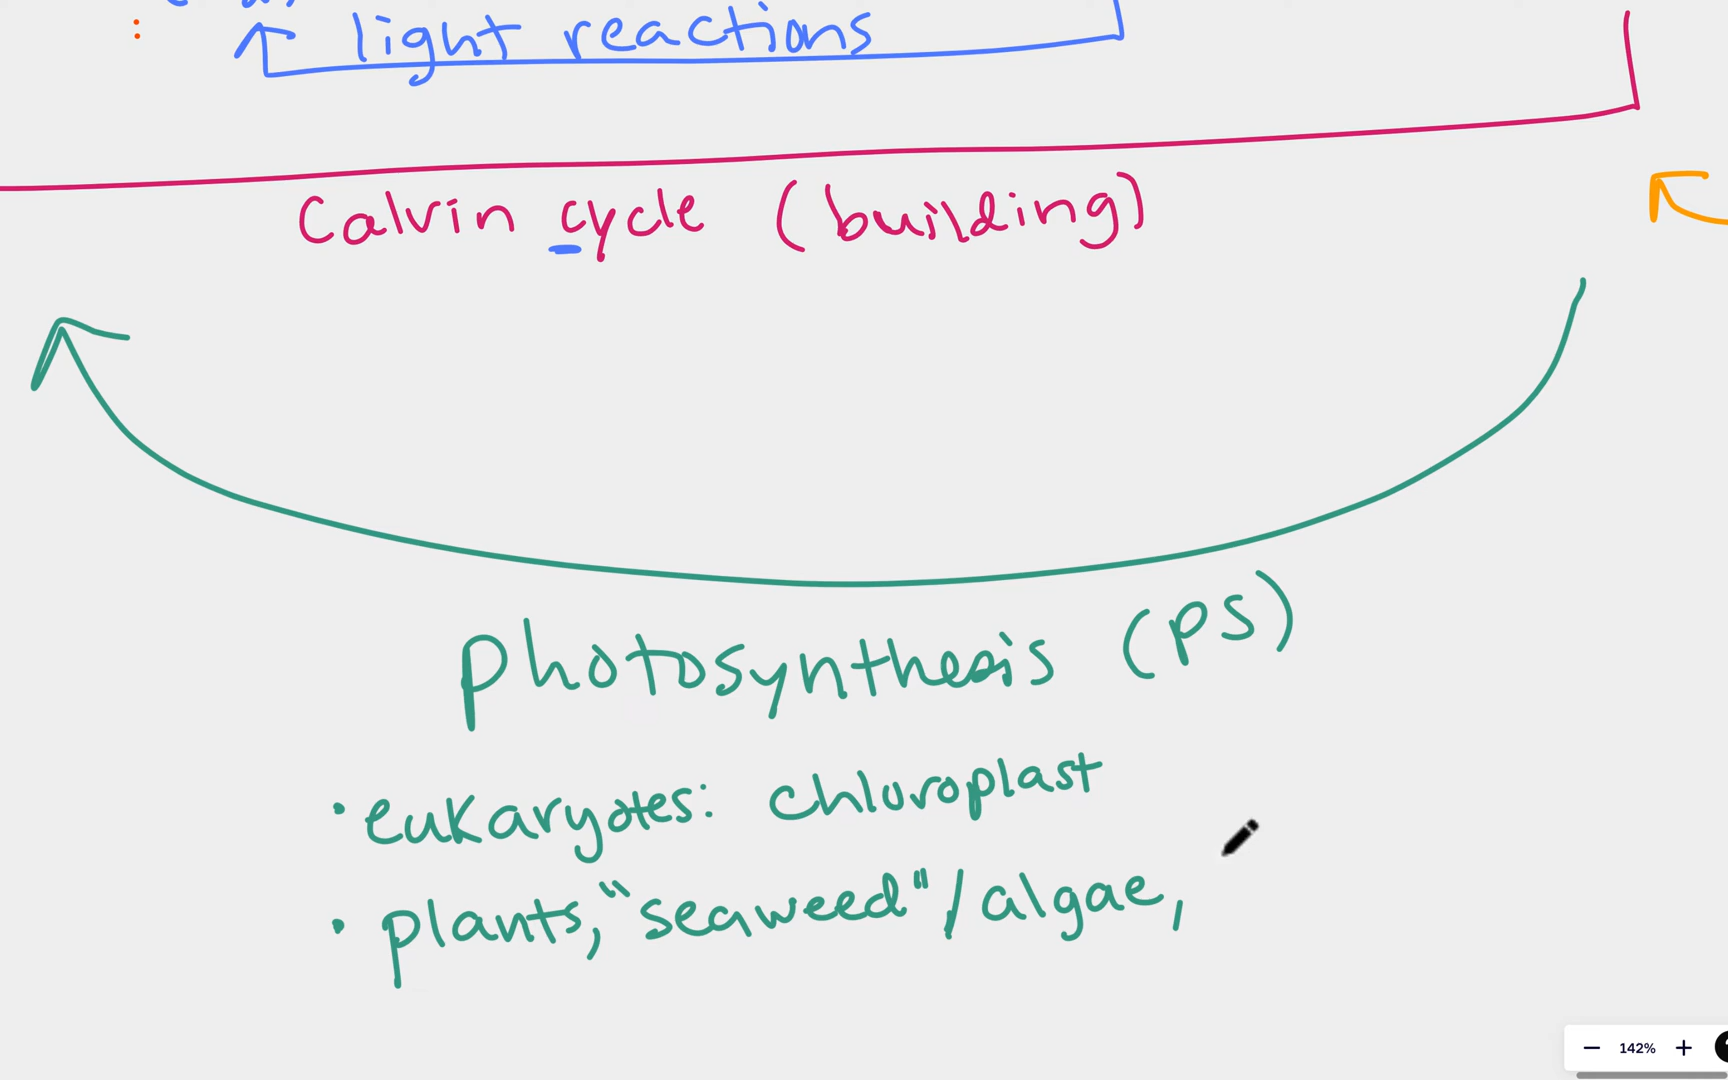 light reactions
Calvin cycle (building)
photosynthesis (PS)
• eukaryotes: chloroplast
• plants, "seaweed"/algae,
− 142% +